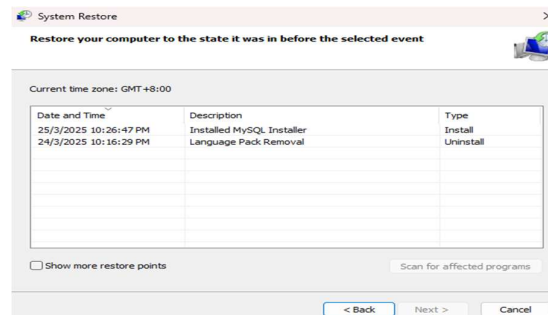 System Restore
Restore your computer to the state it was in before the selected event
Current time zone: GMT+8:00
Date and Time Description Type
25/3/2025 10:26:47 PM Installed MySQL Installer Install
24/3/2025 10:16:29 PM Language Pack Removal Uninstall
Show more restore points Scan for affected programs
< Back Next > Cancel